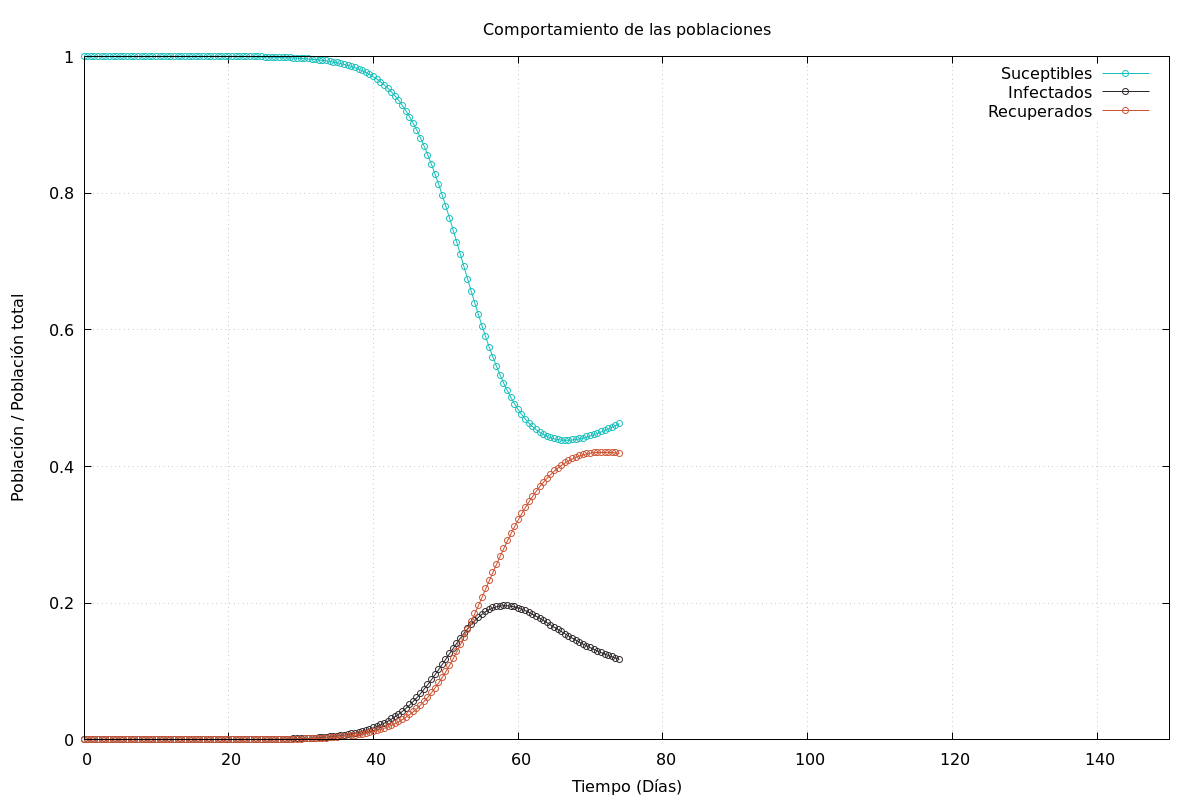 Comportamiento de las poblaciones
Suceptibles
Infectados
Recuperados
1
0.8
0.6
0.4
0.2
0
Población / Población total
0 20 40 60 80 100 120 140
Tiempo (Días)